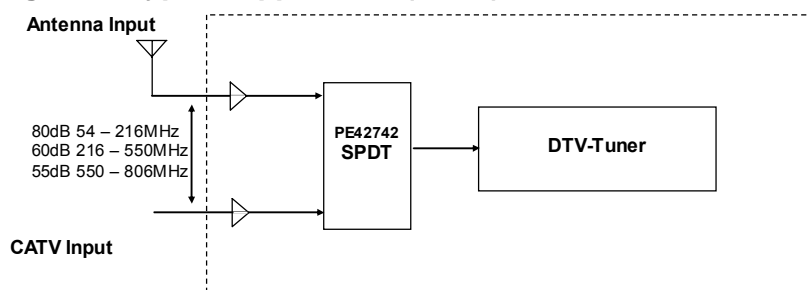 Antenna Input
80dB 54 – 216MHz
60dB 216 – 550MHz
55dB 550 – 806MHz
PE42742
SPDT
DTV-Tuner
CATV Input